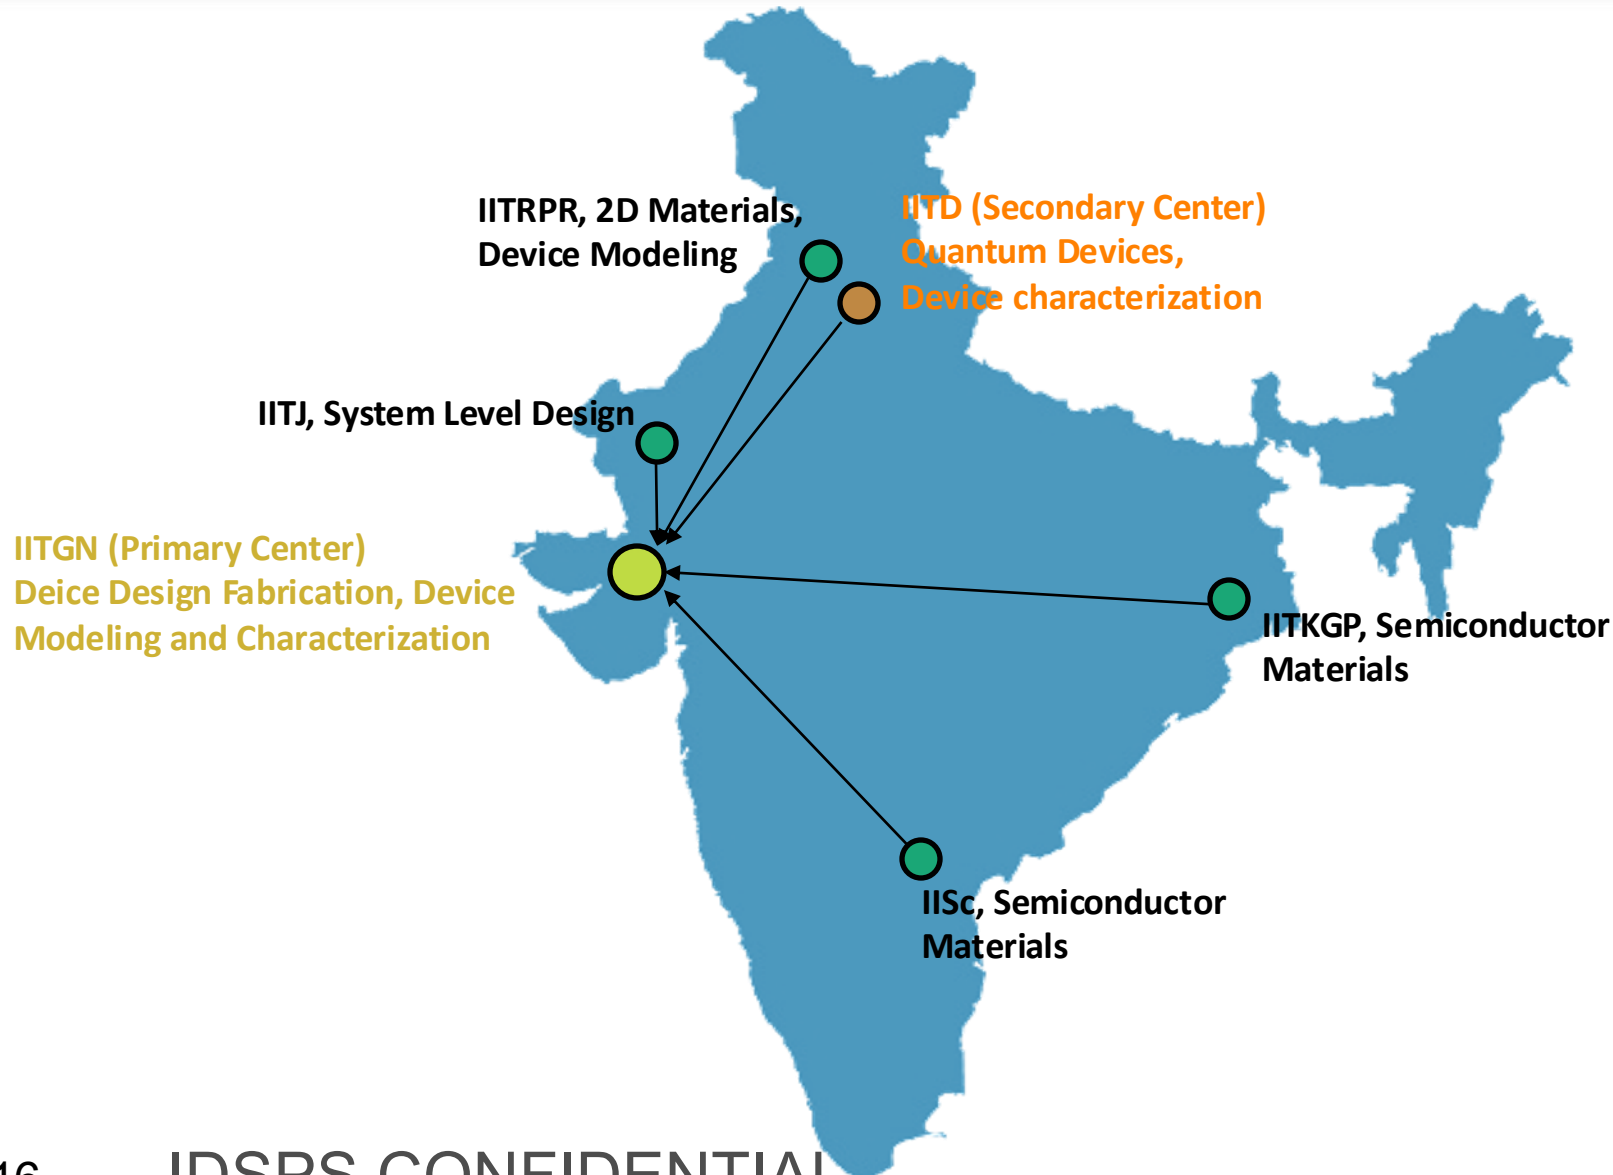 IITRPR, 2D Materials,
Device Modeling
IITD (Secondary Center)
Quantum Devices,
Device characterization
IITJ, System Level Design
IITGN (Primary Center)
Deice Design Fabrication, Device
Modeling and Characterization
IITKGP, Semiconductor
Materials
IISc, Semiconductor
Materials
CONFIDENTIAL